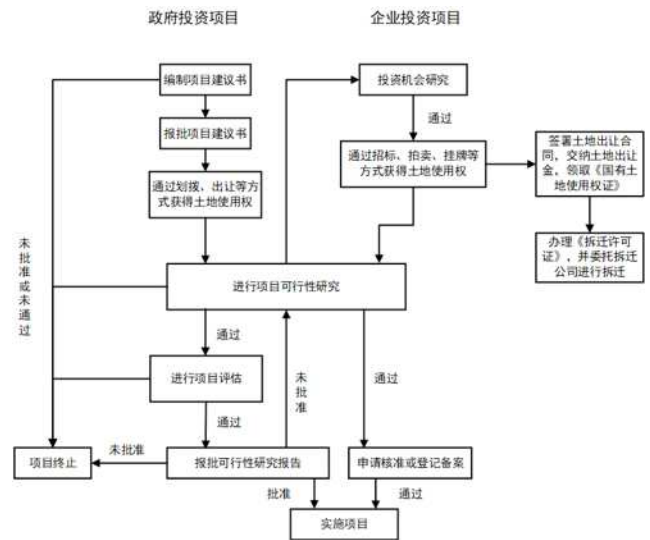 政府投资项目
企业投资项目
编制项目建议书
投资机会研究
通过
报批项目建议书
通过招标、拍卖、挂牌等
方式获得土地使用权
签署土地出让合
同，交纳土地出让
金，领取《国有土
地使用权证》
通过划拨、出让等方
式获得土地使用权
办理《拆迁许可
证》，并委托拆迁
公司进行拆迁
未
批
准
或
未
通
过
进行项目可行性研究
通过
未
批
准
通过
进行项目评估
通过
项目终止
未批准
报批可行性研究报告
申请核准或登记备案
批准
通过
实施项目